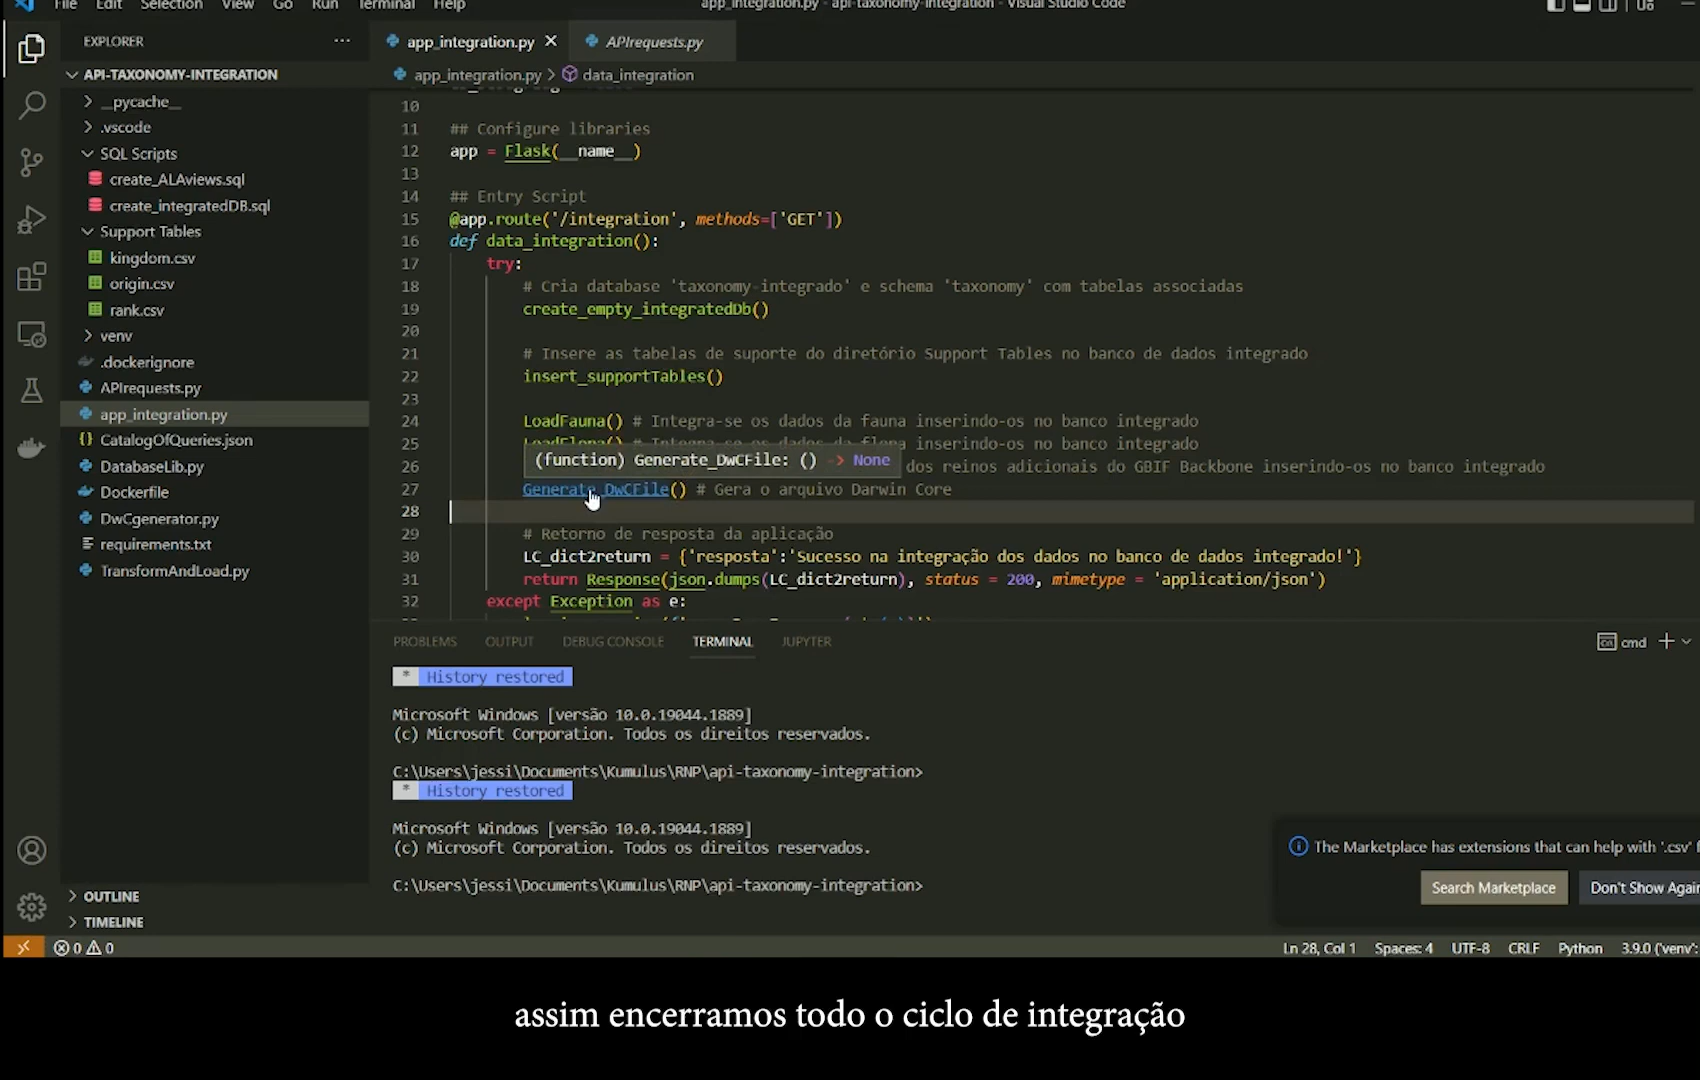 File Edit Selection View Go Run Terminal Help
app_integration.py - api-taxonomy-integration - Visual Studio Code
EXPLORER ···
API-TAXONOMY-INTEGRATION
__pycache__
.vscode
SQL Scripts
create_ALAviews.sql
create_integratedDB.sql
Support Tables
kingdom.csv
origin.csv
rank.csv
venv
.dockerignore
APIrequests.py
app_integration.py
CatalogOfQueries.json
DatabaseLib.py
Dockerfile
DwCgenerator.py
requirements.txt
TransformAndLoad.py
OUTLINE
TIMELINE
app_integration.py APIrequests.py
app_integration.py > data_integration
10
11 ## Configure libraries
12 app = Flask(__name__)
13
14 ## Entry Script
15 @app.route('/integration', methods=['GET'])
16 def data_integration():
17 try:
18 # Cria database 'taxonomy-integrado' e schema 'taxonomy' com tabelas associadas
19 create_empty_integratedDb()
20
21 # Insere as tabelas de suporte do diretório Support Tables no banco de dados integrado
22 insert_supportTables()
23
24 LoadFauna() # Integra-se os dados da fauna inserindo-os no banco integrado
25 LoadFlora() # Integra-se os dados da flora inserindo-os no banco integrado
(function) Generate_DwCFile: () -> None
26 dos reinos adicionais do GBIF Backbone inserindo-os no banco integrado
27 Generate_DwCFile() # Gera o arquivo Darwin Core
28
29 # Retorno de resposta da aplicação
30 LC_dict2return = {'resposta':'Sucesso na integração dos dados no banco de dados integrado!'}
31 return Response(json.dumps(LC_dict2return), status = 200, mimetype = 'application/json')
32 except Exception as e:
PROBLEMS OUTPUT DEBUG CONSOLE TERMINAL JUPYTER
cmd
* History restored
Microsoft Windows [versão 10.0.19044.1889]
(c) Microsoft Corporation. Todos os direitos reservados.
C:\Users\jessi\Documents\Kumulus\RNP\api-taxonomy-integration>
* History restored
Microsoft Windows [versão 10.0.19044.1889]
(c) Microsoft Corporation. Todos os direitos reservados.
C:\Users\jessi\Documents\Kumulus\RNP\api-taxonomy-integration>
The Marketplace has extensions that can help with '.csv' f
Search Marketplace Don't Show Again
0 0
Ln 28, Col 1 Spaces: 4 UTF-8 CRLF Python 3.9.0 ('venv':
assim encerramos todo o ciclo de integração